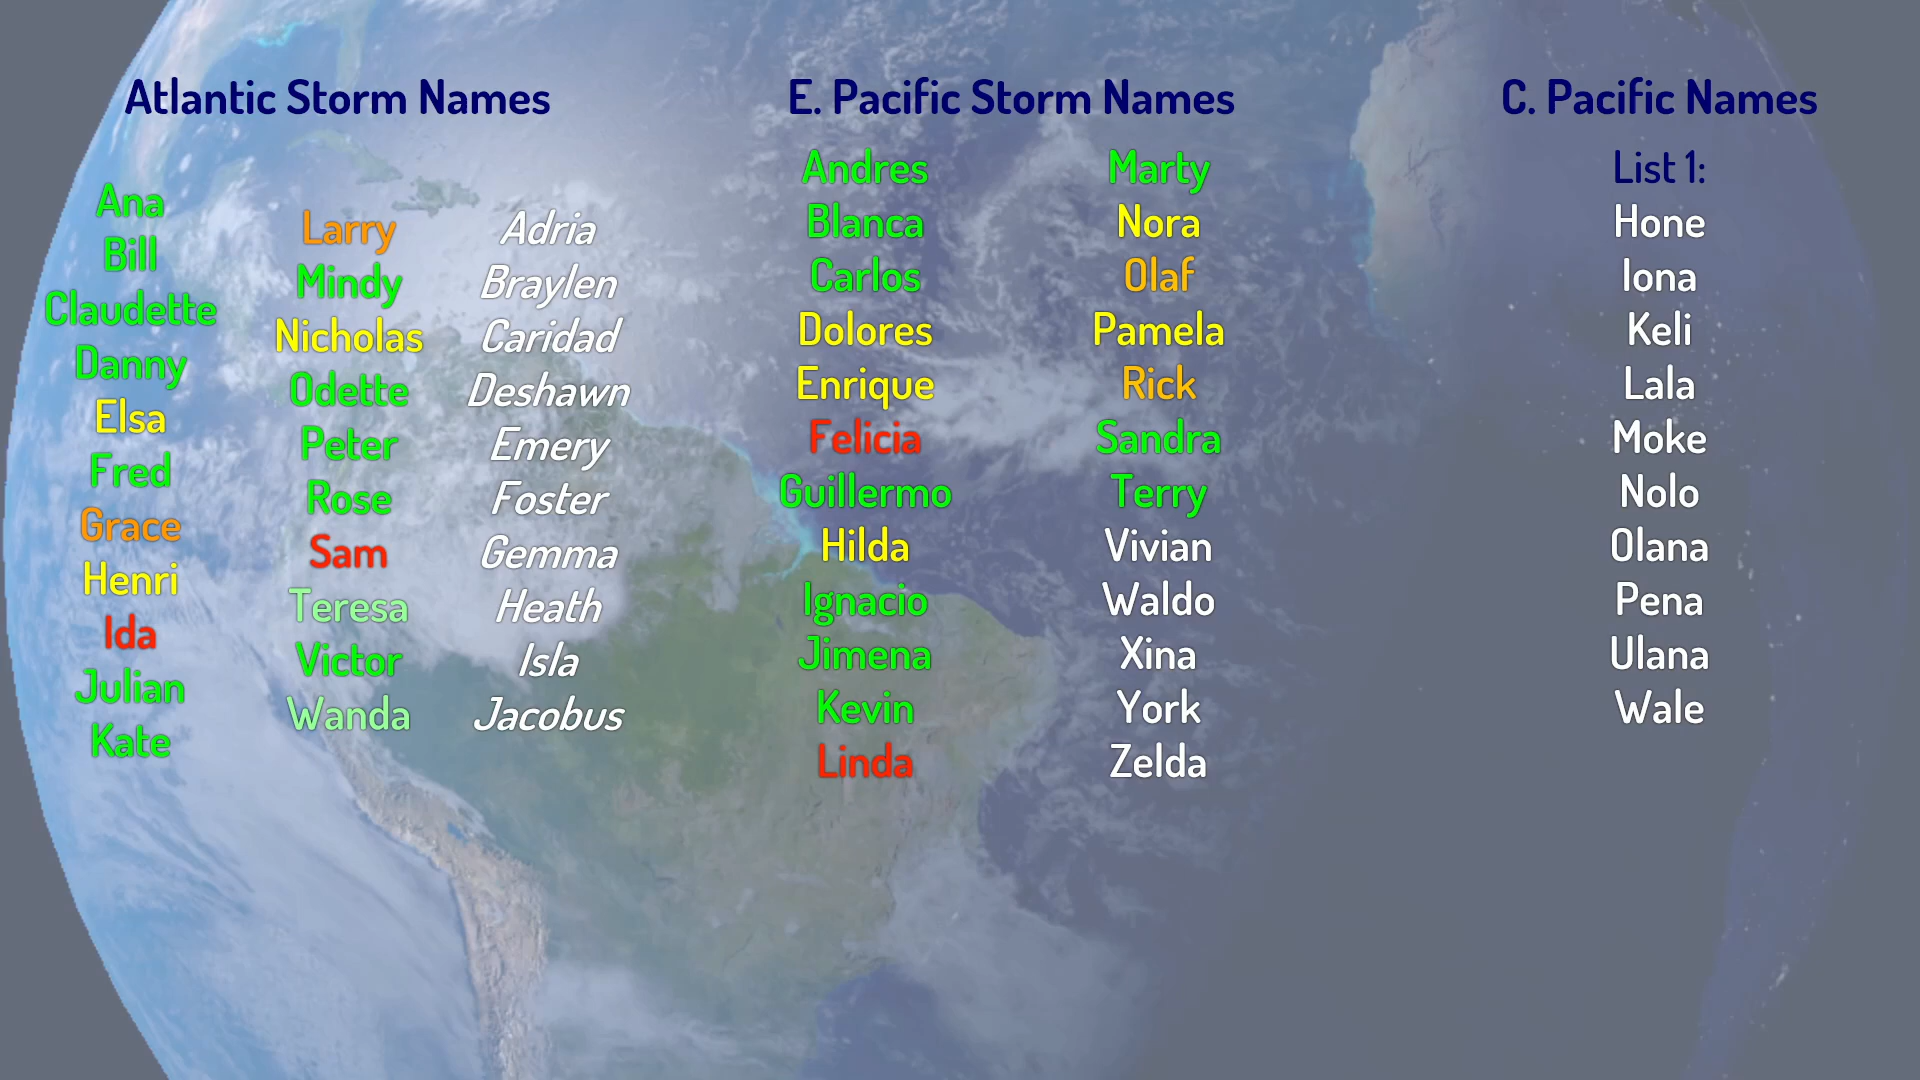 Atlantic Storm Names
Ana
Bill
Claudette
Danny
Elsa
Fred
Grace
Henri
Ida
Julian
Kate
Larry
Mindy
Nicholas
Odette
Peter
Rose
Sam
Teresa
Victor
Wanda
Adria
Braylen
Caridad
Deshawn
Emery
Foster
Gemma
Heath
Isla
Jacobus
E. Pacific Storm Names
Andres
Blanca
Carlos
Dolores
Enrique
Felicia
Guillermo
Hilda
Ignacio
Jimena
Kevin
Linda
Marty
Nora
Olaf
Pamela
Rick
Sandra
Terry
Vivian
Waldo
Xina
York
Zelda
C. Pacific Names
List 1:
Hone
Iona
Keli
Lala
Moke
Nolo
Olana
Pena
Ulana
Wale